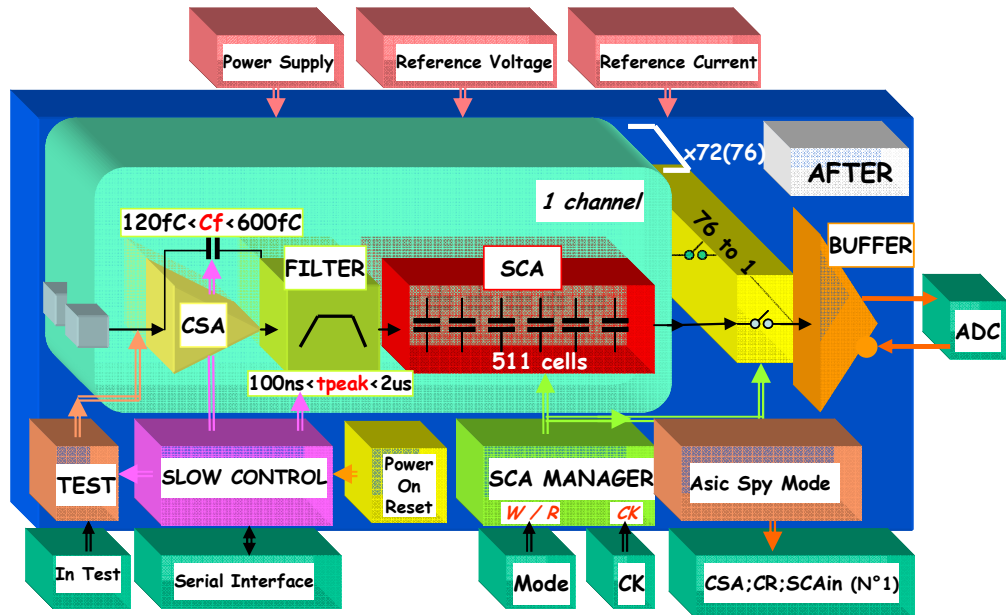 Power Supply
Reference Voltage
Reference Current
x72(76)
AFTER
1 channel
120fC<Cf<600fC
76 to 1
BUFFER
FILTER
SCA
CSA
ADC
511 cells
100ns<tpeak<2us
TEST
SLOW CONTROL
Power
On
Reset
SCA MANAGER
W / R
CK
Asic Spy Mode
In Test
Serial Interface
Mode
CK
CSA;CR;SCAin (N°1)